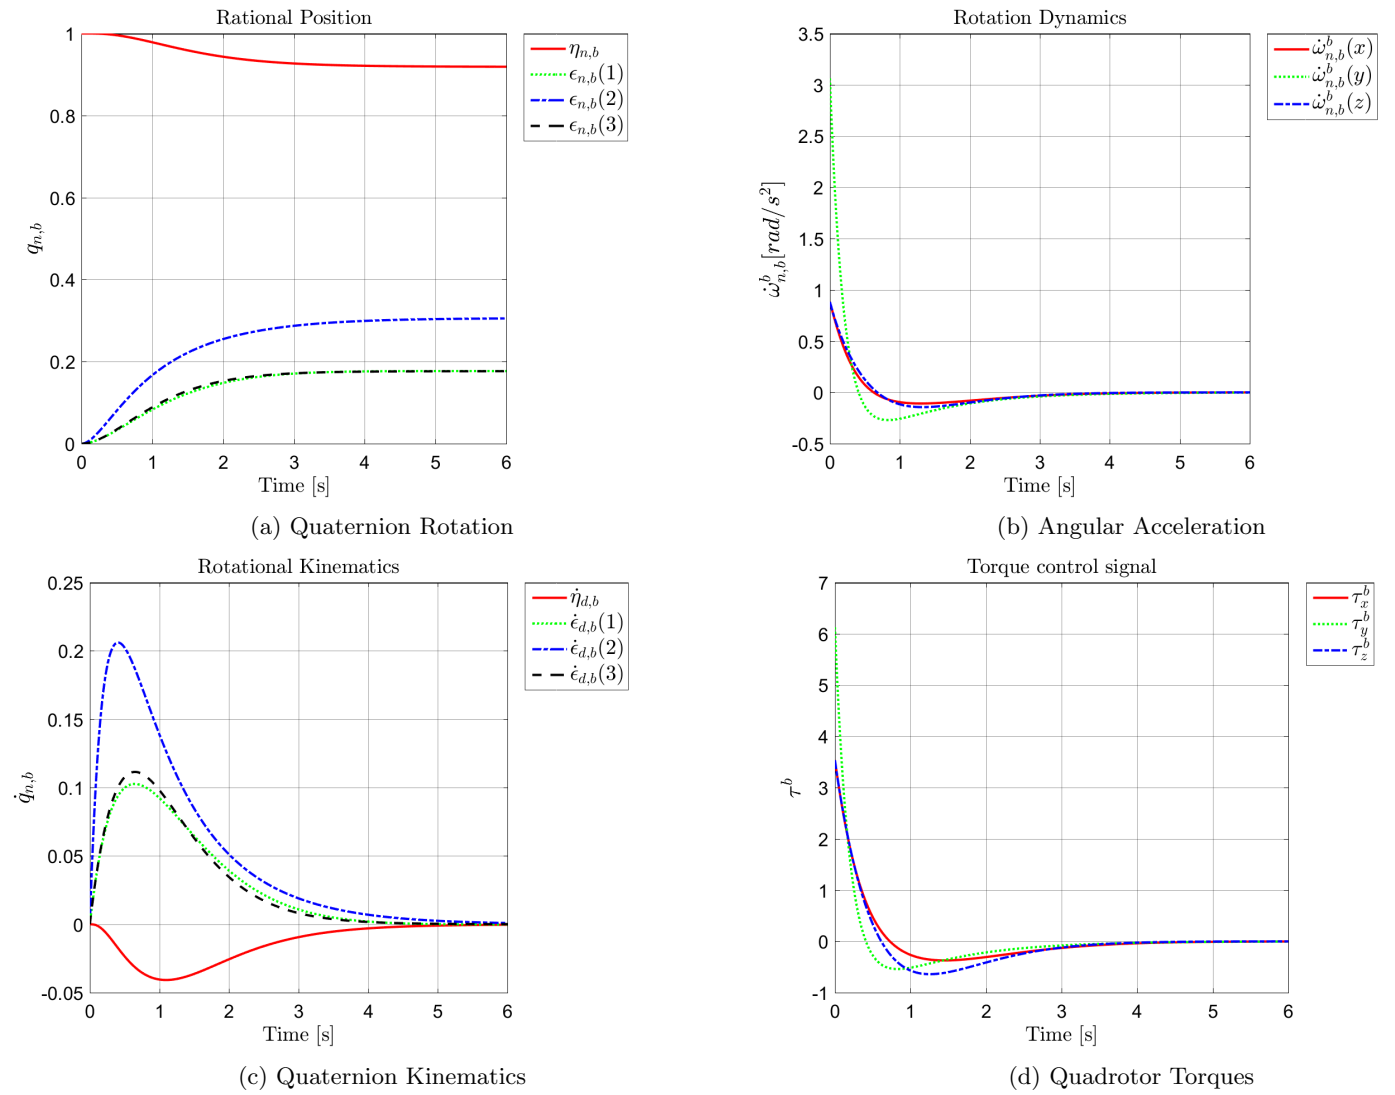 Rational Position
1
0.8
0.6
0.4
0.2
0
0 1 2 3 4 5 6
q_{n,b}
Time [s]
η_{n,b}
ϵ_{n,b}(1)
ϵ_{n,b}(2)
ϵ_{n,b}(3)
(a) Quaternion Rotation
Rotation Dynamics
3.5
3
2.5
2
1.5
1
0.5
0
-0.5
0 1 2 3 4 5 6
ω̇^b_{n,b}[rad/s^2]
Time [s]
ω̇^b_{n,b}(x)
ω̇^b_{n,b}(y)
ω̇^b_{n,b}(z)
(b) Angular Acceleration
Rotational Kinematics
0.25
0.2
0.15
0.1
0.05
0
-0.05
0 1 2 3 4 5 6
q̇_{n,b}
Time [s]
η̇_{d,b}
ϵ̇_{d,b}(1)
ϵ̇_{d,b}(2)
ϵ̇_{d,b}(3)
(c) Quaternion Kinematics
Torque control signal
7
6
5
4
3
2
1
0
-1
0 1 2 3 4 5 6
τ^b
Time [s]
τ^b_x
τ^b_y
τ^b_z
(d) Quadrotor Torques